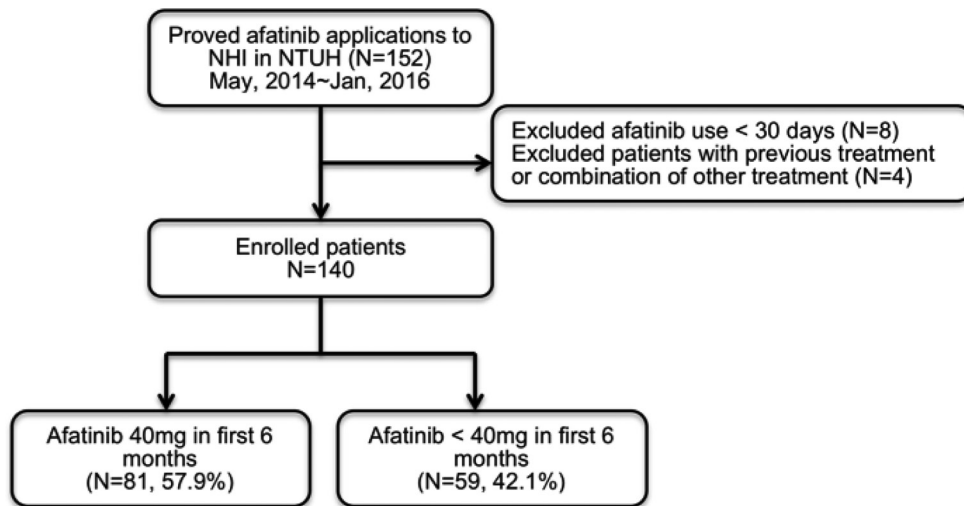 Proved afatinib applications to
NHI in NTUH (N=152)
May, 2014~Jan, 2016
Excluded afatinib use < 30 days (N=8)
Excluded patients with previous treatment
or combination of other treatment (N=4)
Enrolled patients
N=140
Afatinib 40mg in first 6
months
(N=81, 57.9%)
Afatinib < 40mg in first 6
months
(N=59, 42.1%)